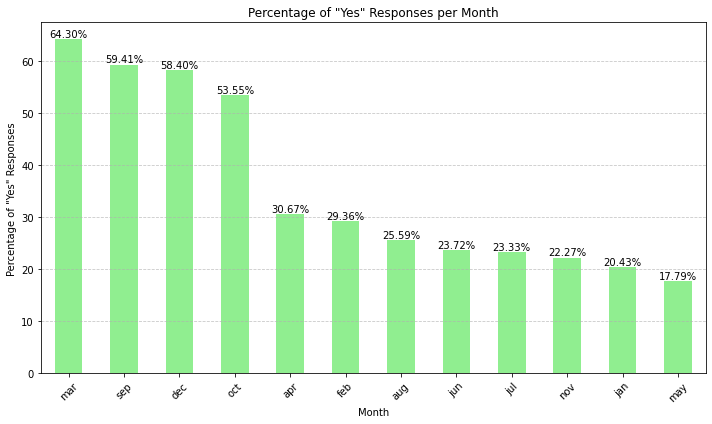 Percentage of "Yes" Responses per Month
Percentage of "Yes" Responses
60
50
40
30
20
10
0
64.30%
59.41%
58.40%
53.55%
30.67%
29.36%
25.59%
23.72%
23.33%
22.27%
20.43%
17.79%
mar
sep
dec
oct
apr
feb
aug
jun
jul
nov
jan
may
Month